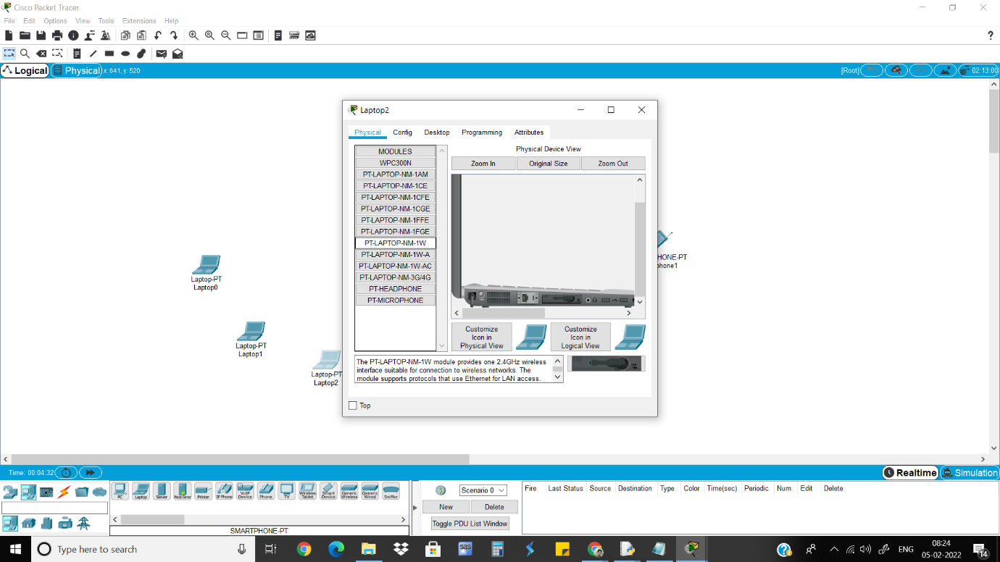 Cisco Packet Tracer
File Edit Options View Tools Extensions Help
?
Logical Physical x: 641, y: 520 [Root] 02:13:00
Laptop2
Physical Config Desktop Programming Attributes
MODULES
WPC300N
PT-LAPTOP-NM-1AM
PT-LAPTOP-NM-1CE
PT-LAPTOP-NM-1CFE
PT-LAPTOP-NM-1CGE
PT-LAPTOP-NM-1FFE
PT-LAPTOP-NM-1FGE
PT-LAPTOP-NM-1W
PT-LAPTOP-NM-1W-A
PT-LAPTOP-NM-1W-AC
PT-LAPTOP-NM-3G/4G
PT-HEADPHONE
PT-MICROPHONE
Physical Device View
Zoom In Original Size Zoom Out
Customize
Icon in
Physical View
Customize
Icon in
Logical View
The PT-LAPTOP-NM-1W module provides one 2.4GHz wireless
interface suitable for connection to wireless networks. The
module supports protocols that use Ethernet for LAN access.
Top
Laptop-PT
Laptop0
Laptop-PT
Laptop1
Laptop-PT
Laptop2
HONE-PT
phone1
Time: 00:04:32 Realtime Simulation
PC Laptop Server Printer IP Phone VoIP Device Phone TV Wireless Tablet Smart Device Generic Wireless Generic Wired Sniffer
SMARTPHONE-PT
Scenario 0
New Delete
Toggle PDU List Window
Fire Last Status Source Destination Type Color Time(sec) Periodic Num Edit Delete
Type here to search
sas
ENG
08:24
05-02-2022
14